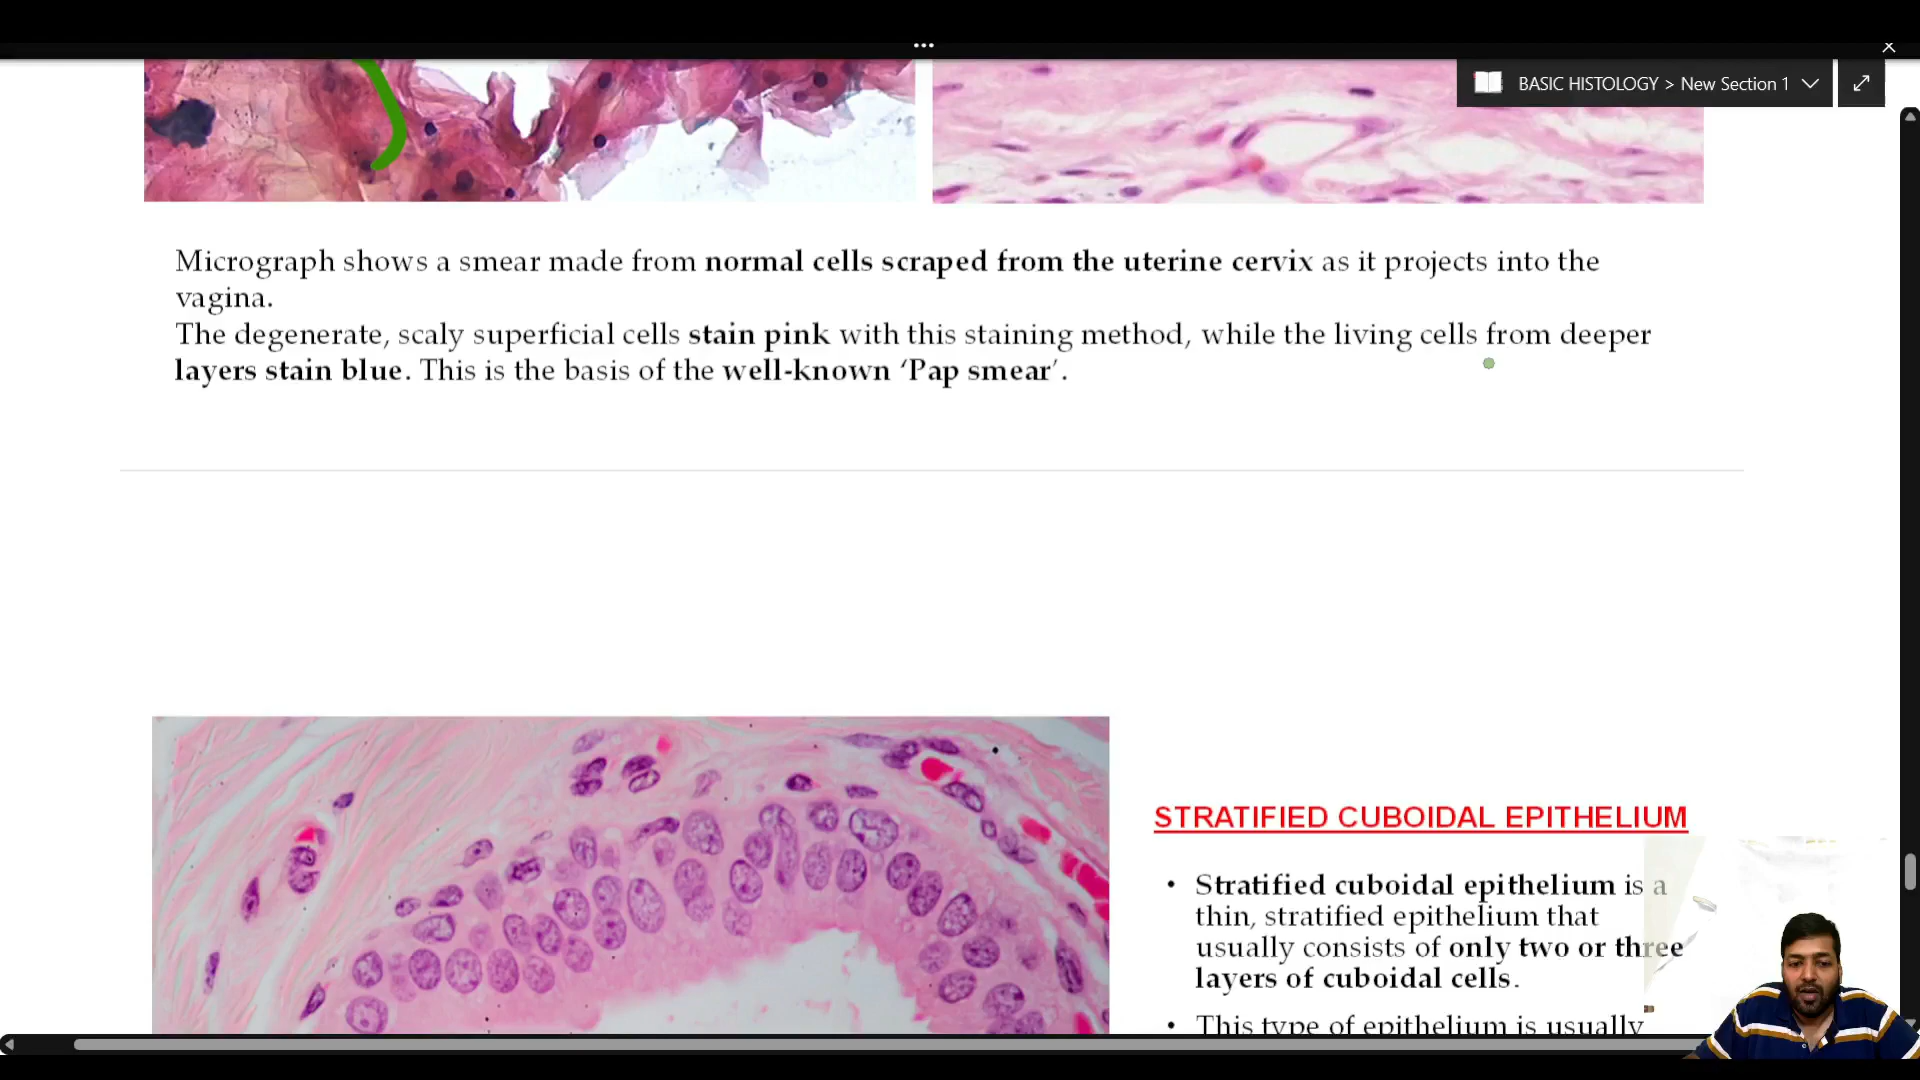 BASIC HISTOLOGY > New Section 1
Micrograph shows a smear made from normal cells scraped from the uterine cervix as it projects into the
vagina.
The degenerate, scaly superficial cells stain pink with this staining method, while the living cells from deeper
layers stain blue. This is the basis of the well-known ‘Pap smear’.
STRATIFIED CUBOIDAL EPITHELIUM
• Stratified cuboidal epithelium is a
thin, stratified epithelium that
usually consists of only two or three
layers of cuboidal cells.
• This type of epithelium is usually